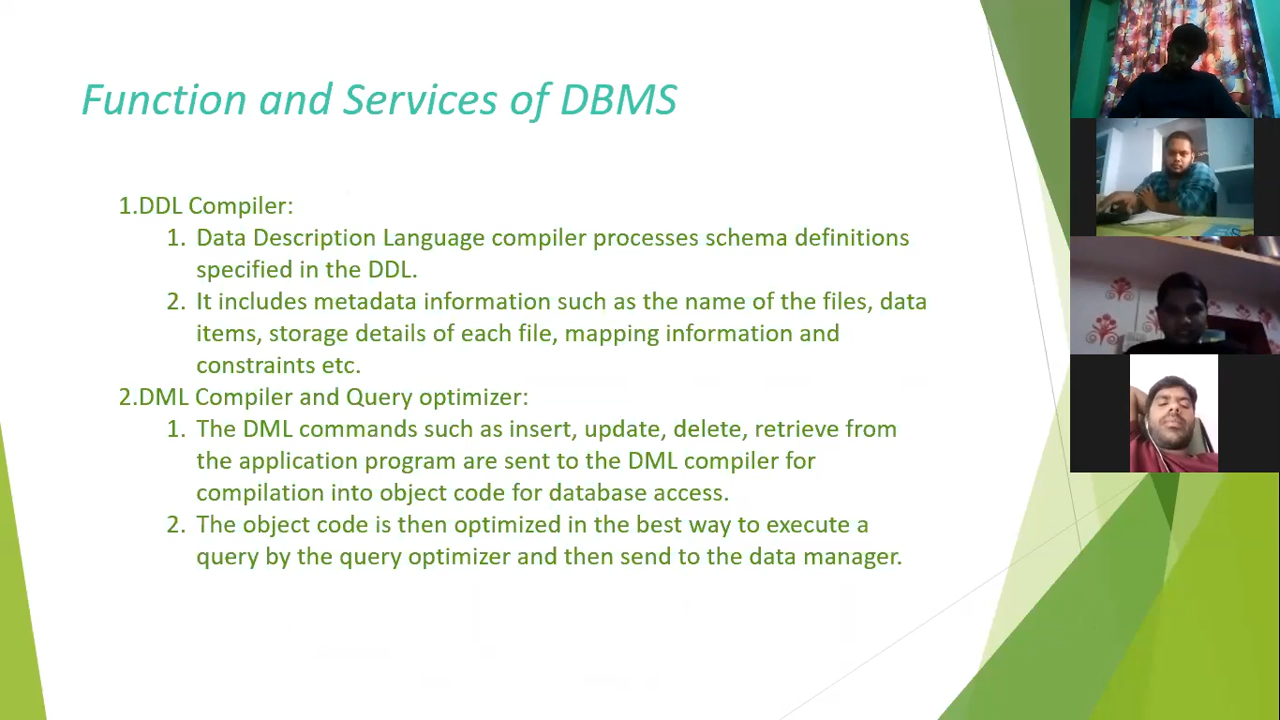 Function and Services of DBMS
1.DDL Compiler:
1. Data Description Language compiler processes schema definitions
specified in the DDL.
2. It includes metadata information such as the name of the files, data
items, storage details of each file, mapping information and
constraints etc.
2.DML Compiler and Query optimizer:
1. The DML commands such as insert, update, delete, retrieve from
the application program are sent to the DML compiler for
compilation into object code for database access.
2. The object code is then optimized in the best way to execute a
query by the query optimizer and then send to the data manager.